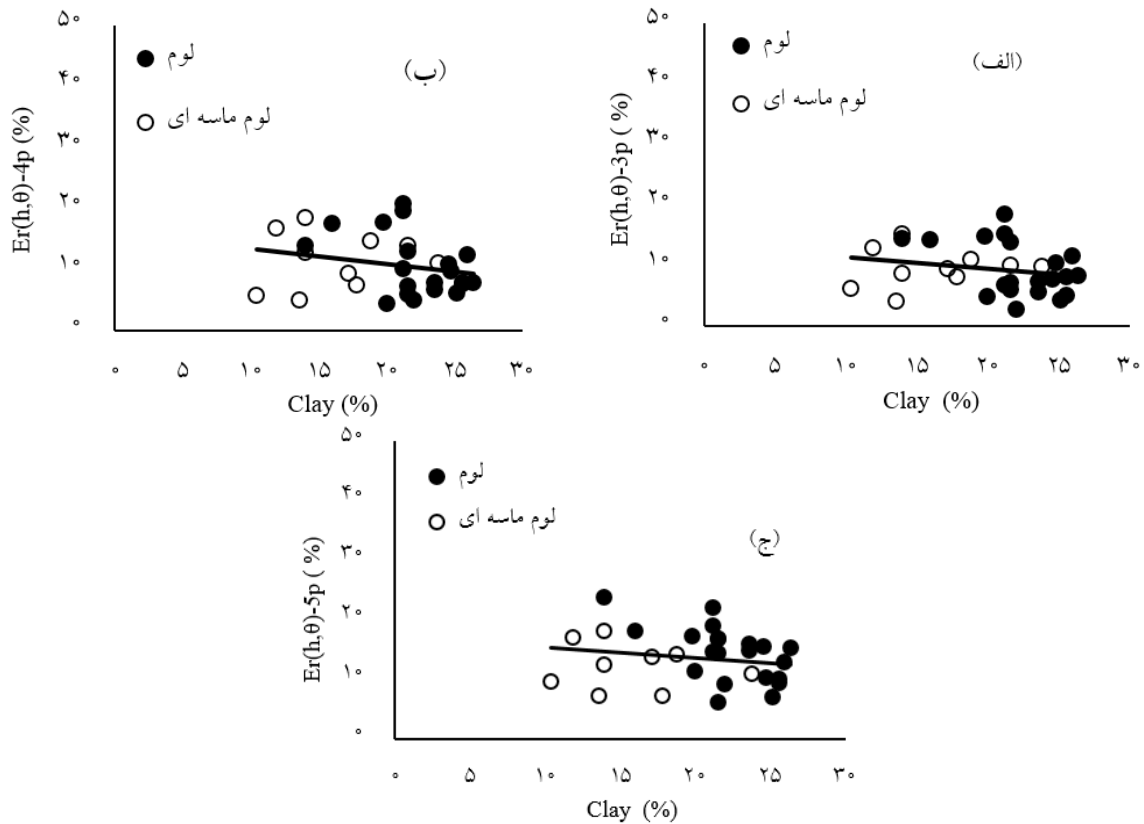 Er(h,θ)-3p ( %)
۵۰
۴۰
۳۰
۲۰
۱۰
۰
لوم
لوم ماسه ای
(الف)
۰ ۵ ۱۰ ۱۵ ۲۰ ۲۵ ۳۰
Clay (%)
Er(h,θ)-4p (%)
۵۰
۴۰
۳۰
۲۰
۱۰
۰
لوم
لوم ماسه ای
(ب)
۰ ۵ ۱۰ ۱۵ ۲۰ ۲۵ ۳۰
Clay (%)
Er(h,θ)-5p ( %)
۵۰
۴۰
۳۰
۲۰
۱۰
۰
لوم
لوم ماسه ای
(ج)
۰ ۵ ۱۰ ۱۵ ۲۰ ۲۵ ۳۰
Clay (%)